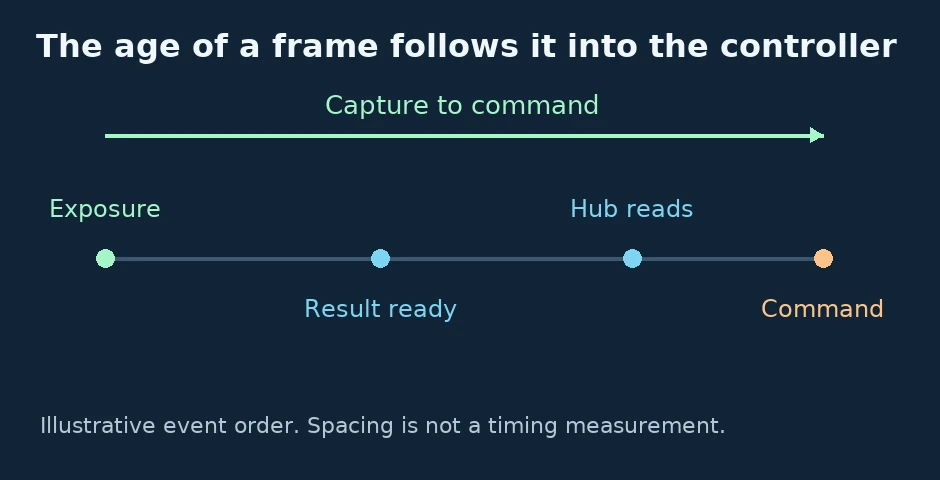 The age of a frame follows it into the controller
Capture to command
Exposure
Hub reads
Result ready
Command
Illustrative event order. Spacing is not a timing measurement.